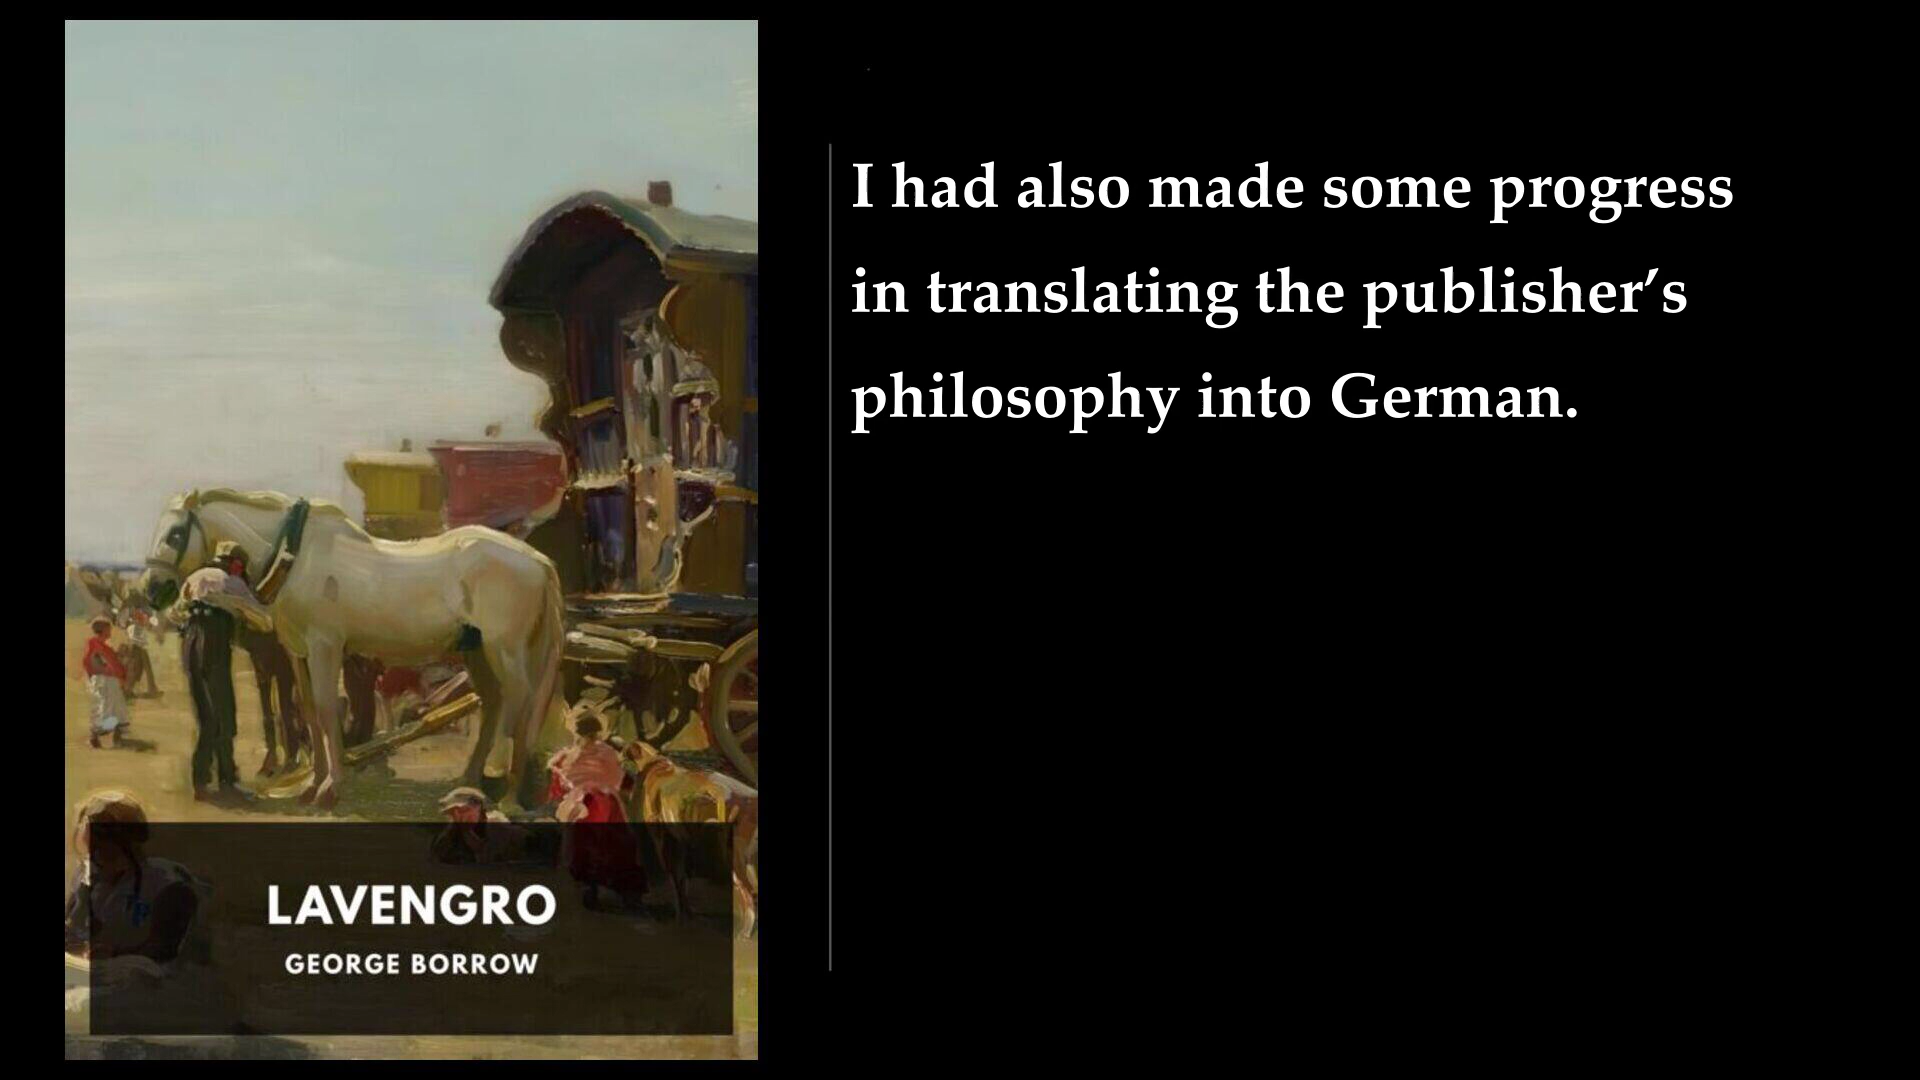 I had also made some progress
in translating the publisher’s
philosophy into German.
LAVENGRO
GEORGE BORROW